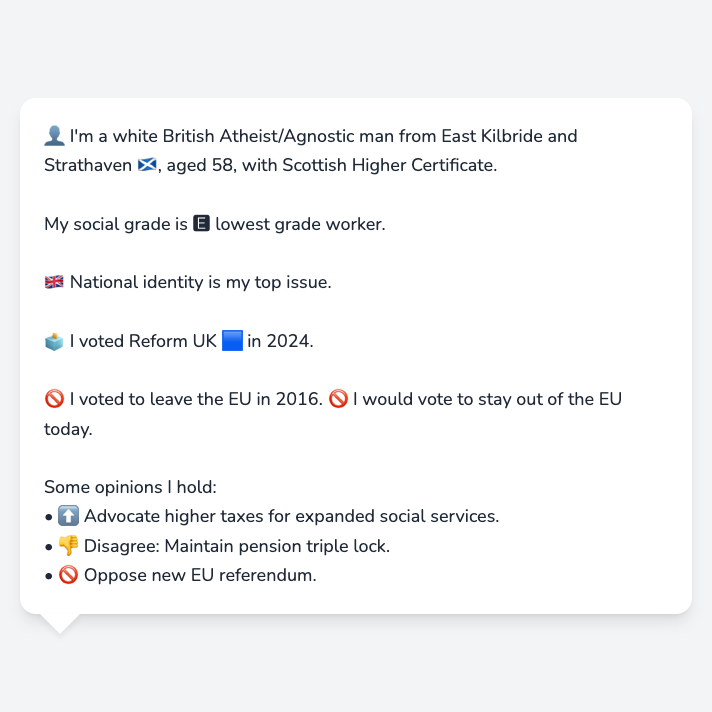 👤 I'm a white British Atheist/Agnostic man from East Kilbride and
Strathaven 🏴󠁧󠁢󠁳󠁣󠁴󠁿, aged 58, with Scottish Higher Certificate.
My social grade is 🅴 lowest grade worker.
🇬🇧 National identity is my top issue.
🗳️ I voted Reform UK 🟦 in 2024.
🚫 I voted to leave the EU in 2016. 🚫 I would vote to stay out of the EU
today.
Some opinions I hold:
• ⬆️ Advocate higher taxes for expanded social services.
• 👎 Disagree: Maintain pension triple lock.
• 🚫 Oppose new EU referendum.